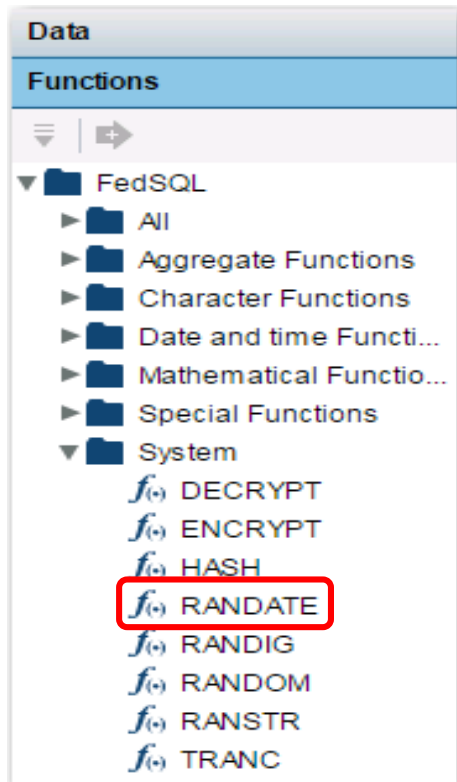 Data
Functions
FedSQL
All
Aggregate Functions
Character Functions
Date and time Functi...
Mathematical Functio...
Special Functions
System
f(•) DECRYPT
f(•) ENCRYPT
f(•) HASH
f(•) RANDATE
f(•) RANDIG
f(•) RANDOM
f(•) RANSTR
f(•) TRANC